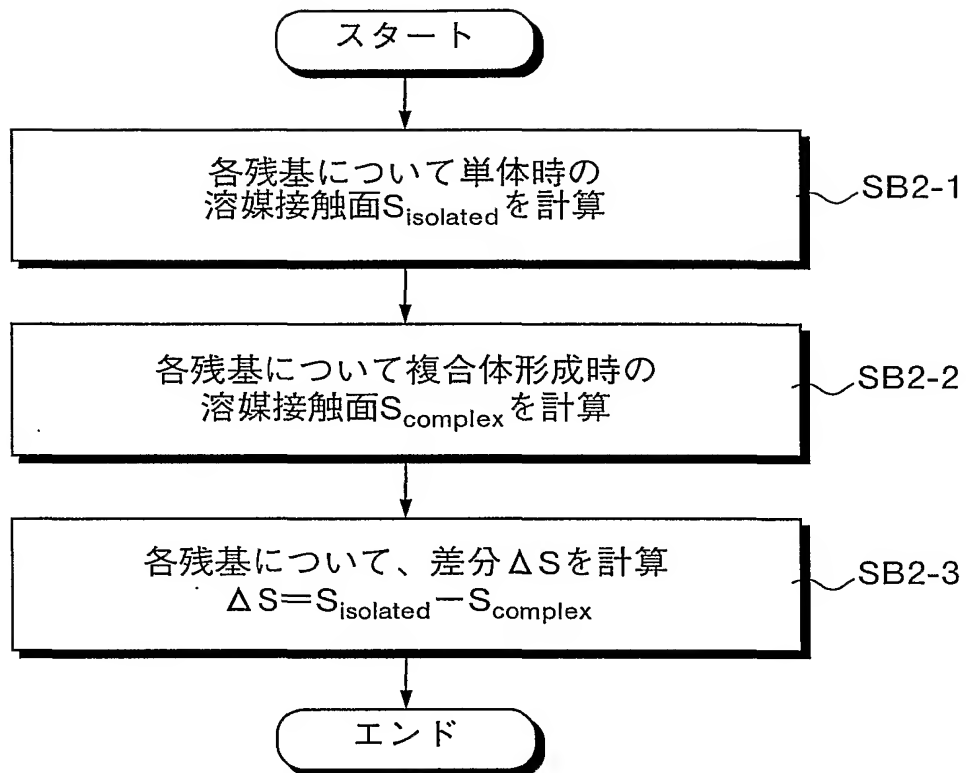 スタート
各残基について単体時の
溶媒接触面Sisolatedを計算
SB2-1
各残基について複合体形成時の
溶媒接触面Scomplexを計算
SB2-2
各残基について、差分ΔSを計算
ΔS=Sisolated－Scomplex
SB2-3
エンド